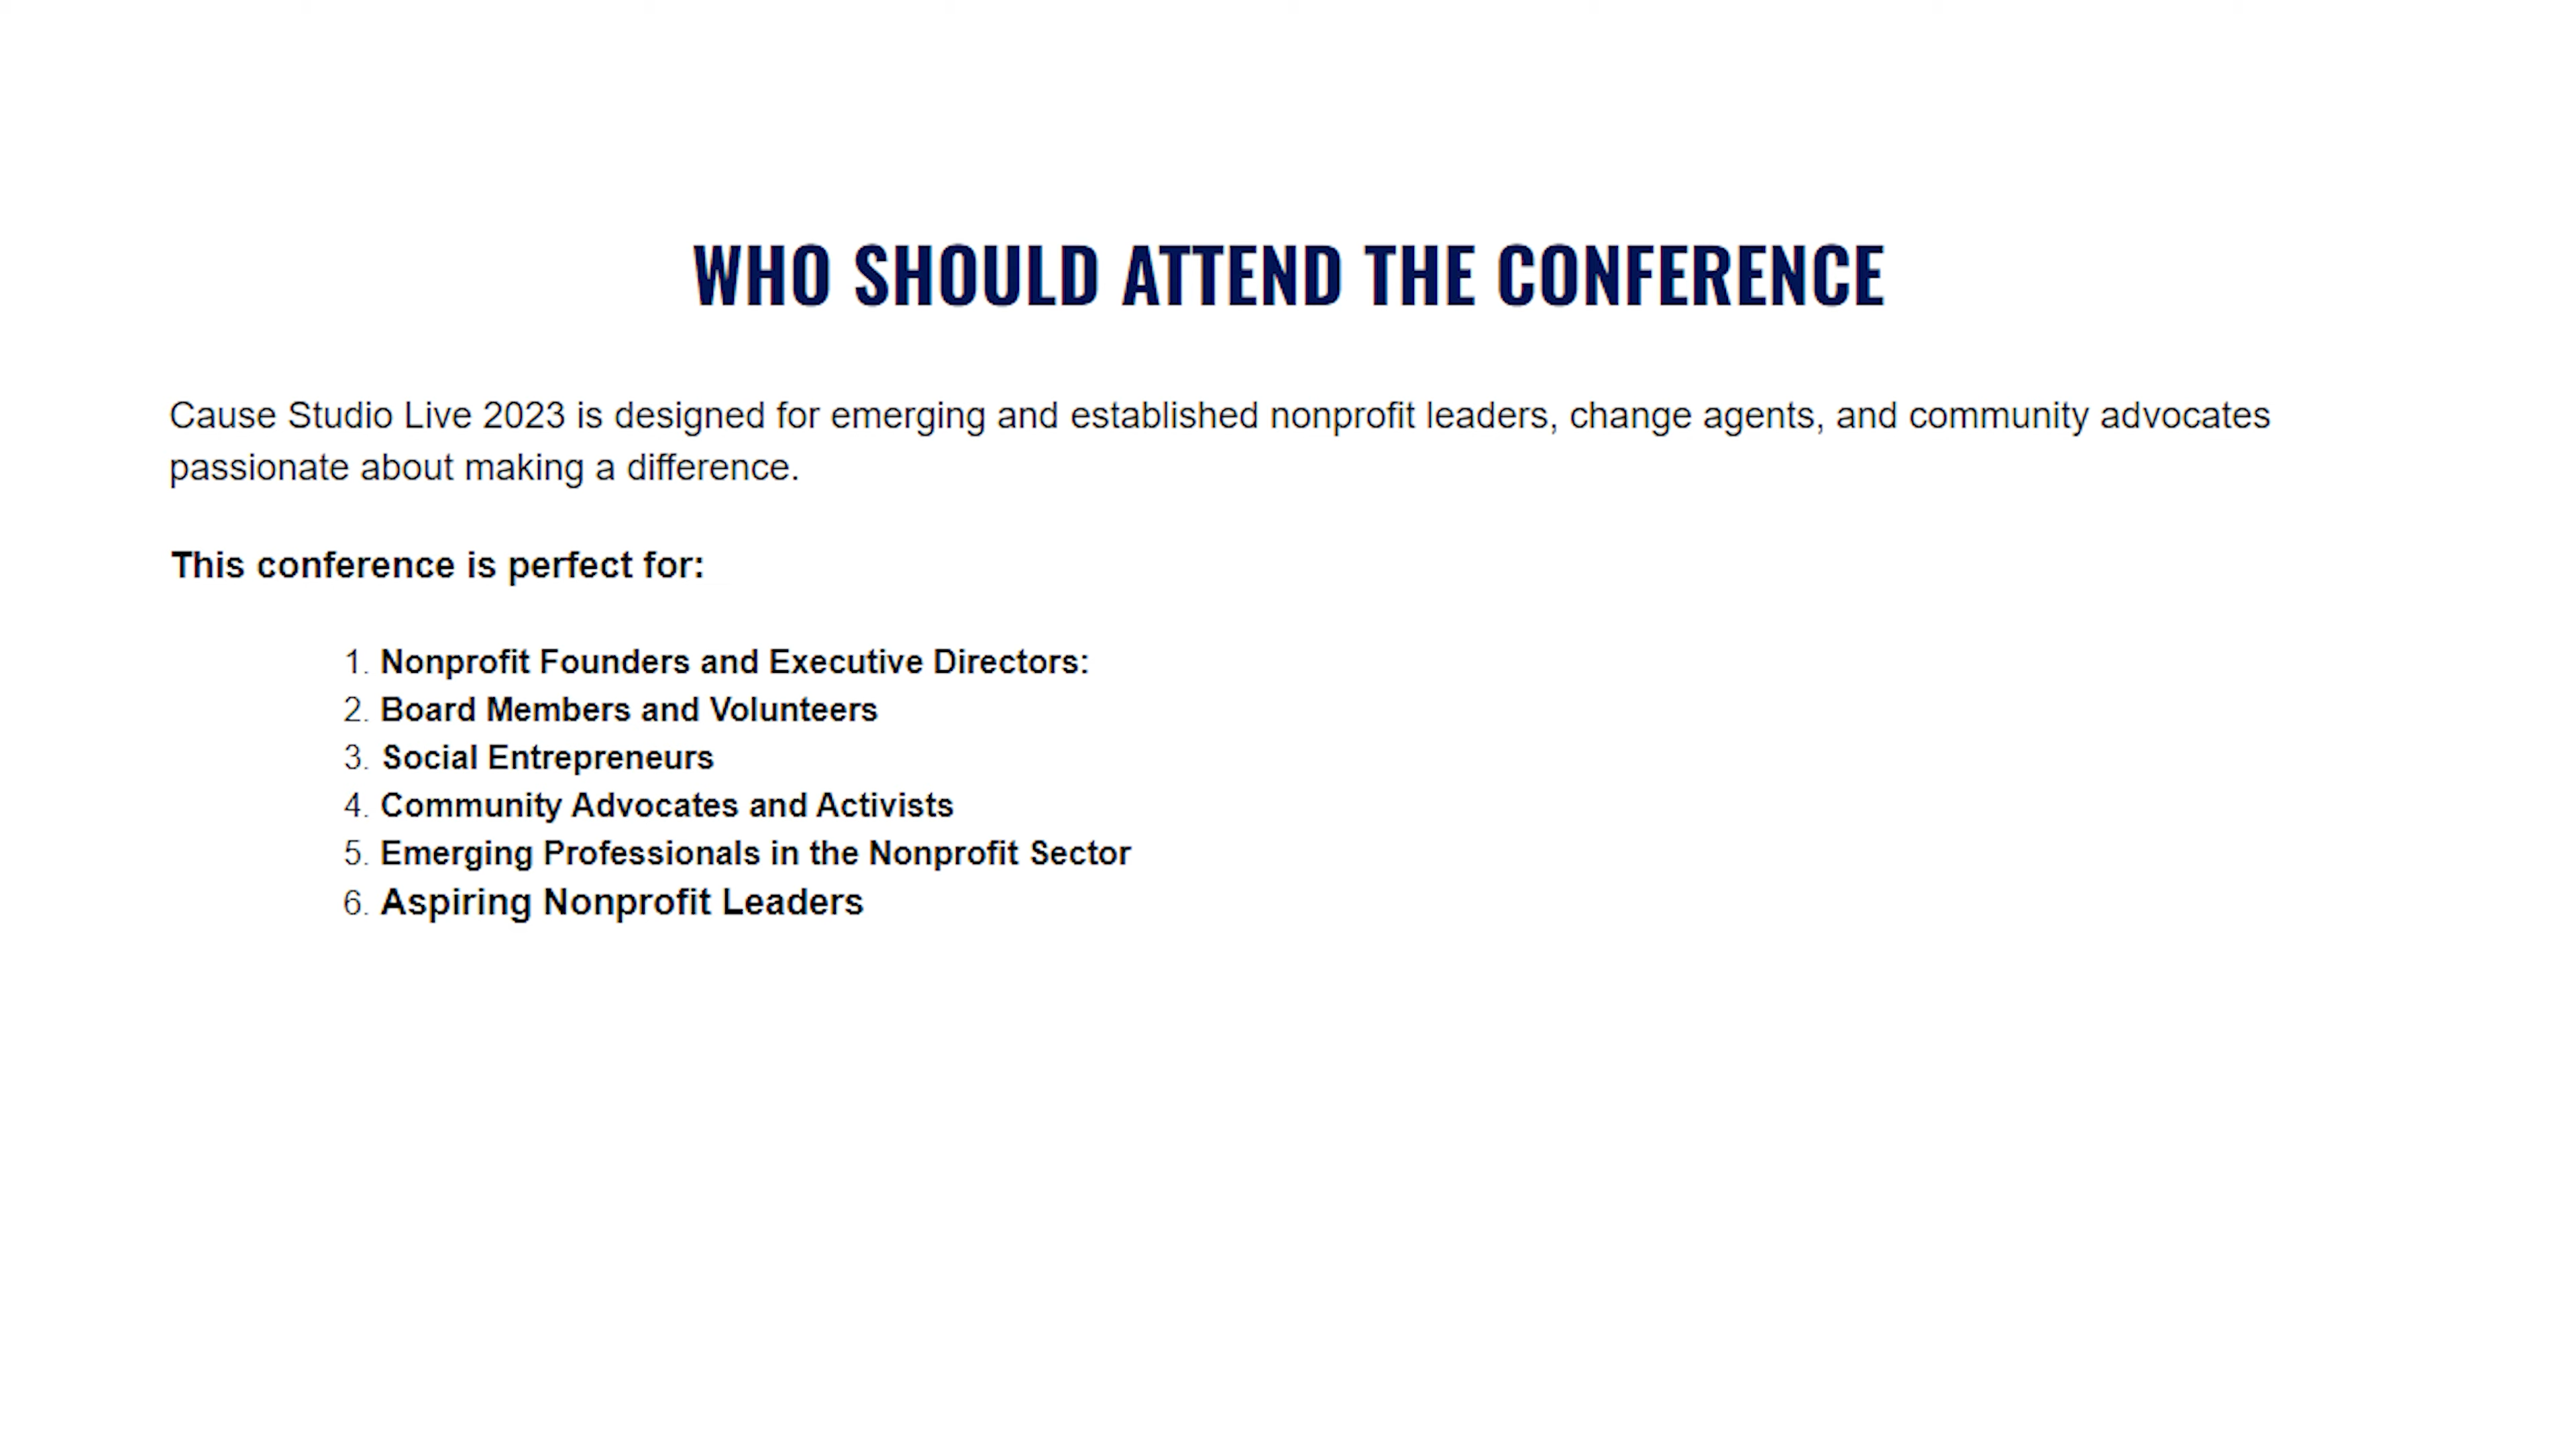 WHO SHOULD ATTEND THE CONFERENCE
Cause Studio Live 2023 is designed for emerging and established nonprofit leaders, change agents, and community advocates
passionate about making a difference.
This conference is perfect for:
1. Nonprofit Founders and Executive Directors:
2. Board Members and Volunteers
3. Social Entrepreneurs
4. Community Advocates and Activists
5. Emerging Professionals in the Nonprofit Sector
6. Aspiring Nonprofit Leaders